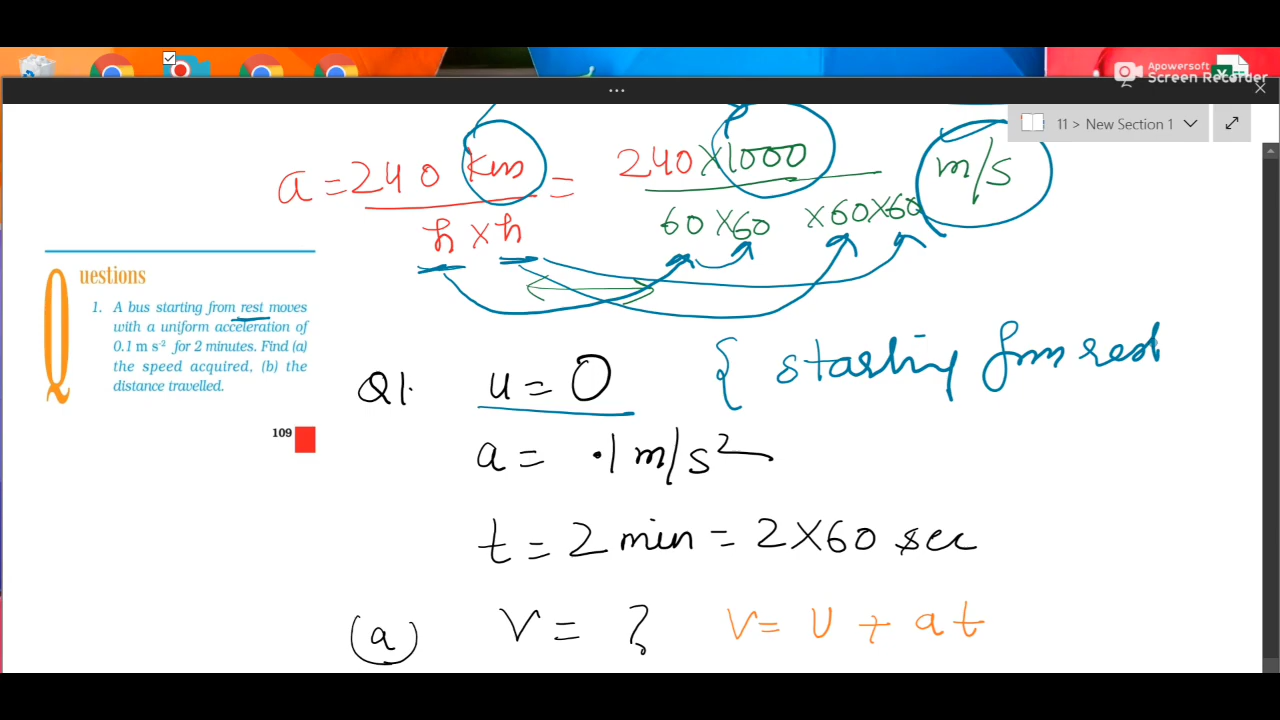 Apowersoft
Screen Recorder
...
11 > New Section 1
a = 240 km = 240 × 1000 m/s
h × h 60 × 60 × 60 × 60
Questions
1. A bus starting from rest moves
with a uniform acceleration of
0.1 m s⁻² for 2 minutes. Find (a)
the speed acquired, (b) the
distance travelled.
109
Q1. u = 0 { starting from rest
a = .1 m/s²
t = 2 min = 2×60 sec
(a) V = ? V = U + at